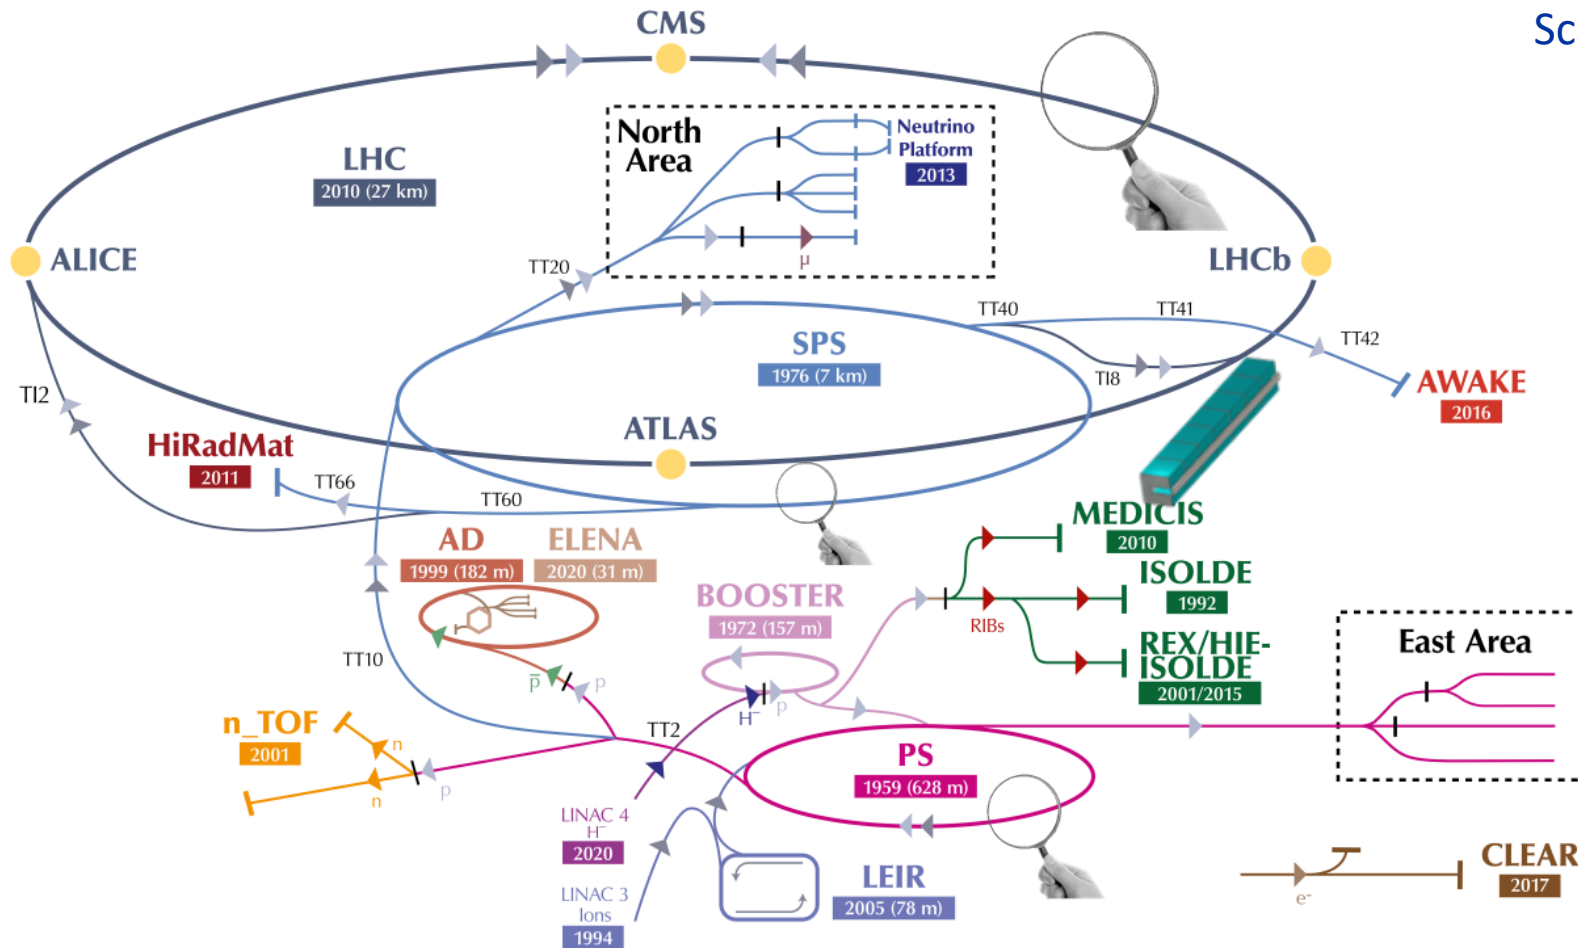 CMS
Sc
North
Area
Neutrino
Platform
2013
LHC
2010 (27 km)
µ
ALICE
LHCb
TT20
TT40
TT41
TT42
SPS
1976 (7 km)
TI8
AWAKE
2016
TI2
ATLAS
HiRadMat
2011
TT66
TT60
MEDICIS
2010
AD
1999 (182 m)
ELENA
2020 (31 m)
ISOLDE
1992
BOOSTER
1972 (157 m)
RIBs
REX/HIE-
ISOLDE
2001/2015
East Area
TT10
p̅
p
H⁻
p
n_TOF
2001
n
n
p
TT2
PS
1959 (628 m)
LINAC 4
H⁻
2020
LINAC 3
Ions
1994
LEIR
2005 (78 m)
CLEAR
2017
e⁻